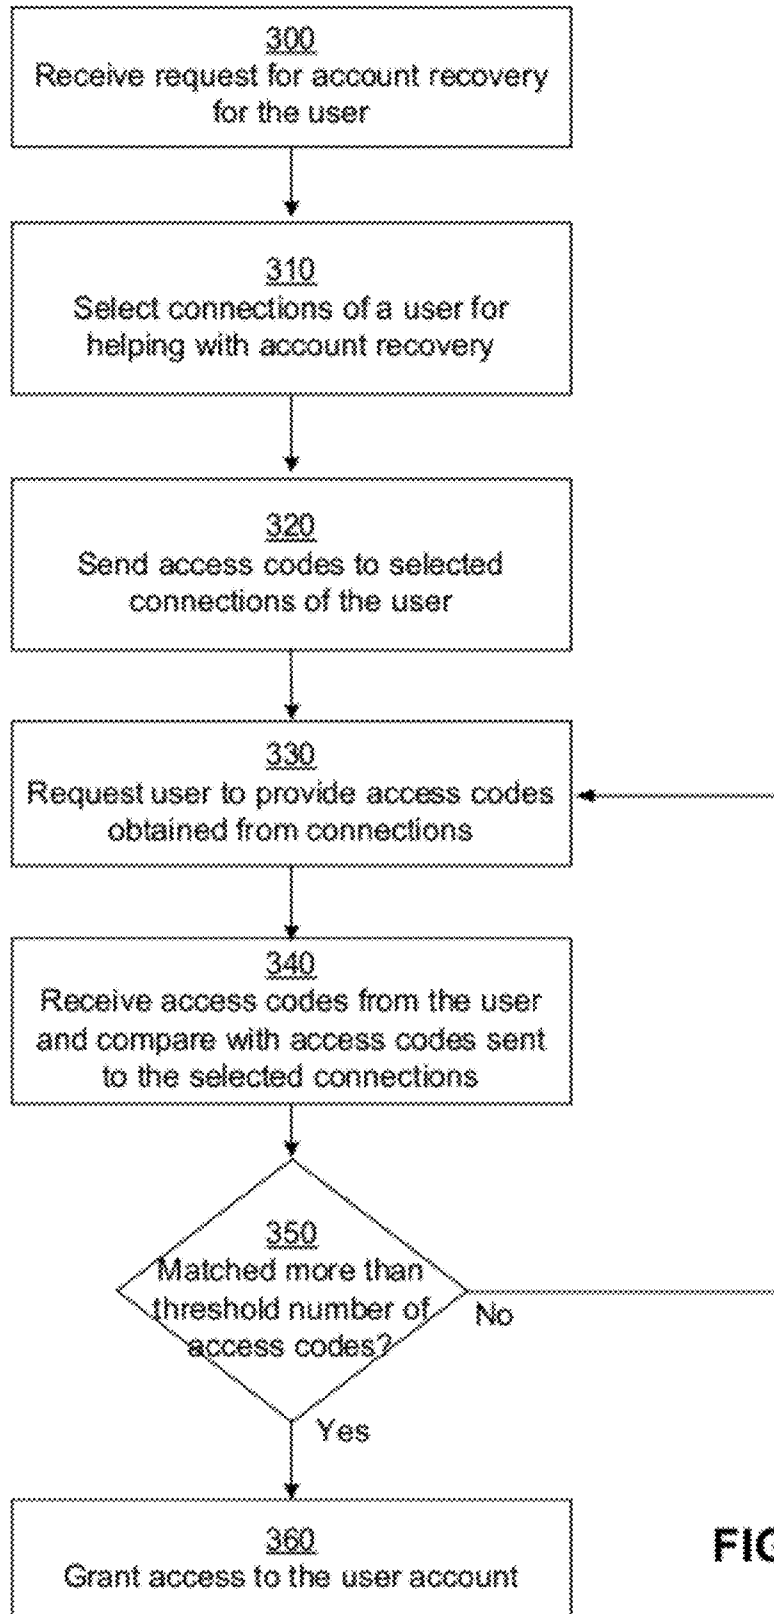 300
Receive request for account recovery
for the user
310
Select connections of a user for
helping with account recovery
320
Send access codes to selected
connections of the user
330
Request user to provide access codes
obtained from connections
340
Receive access codes from the user
and compare with access codes sent
to the selected connections
350
Matched more than
threshold number of
access codes?
No
Yes
360
Grant access to the user account
FIG